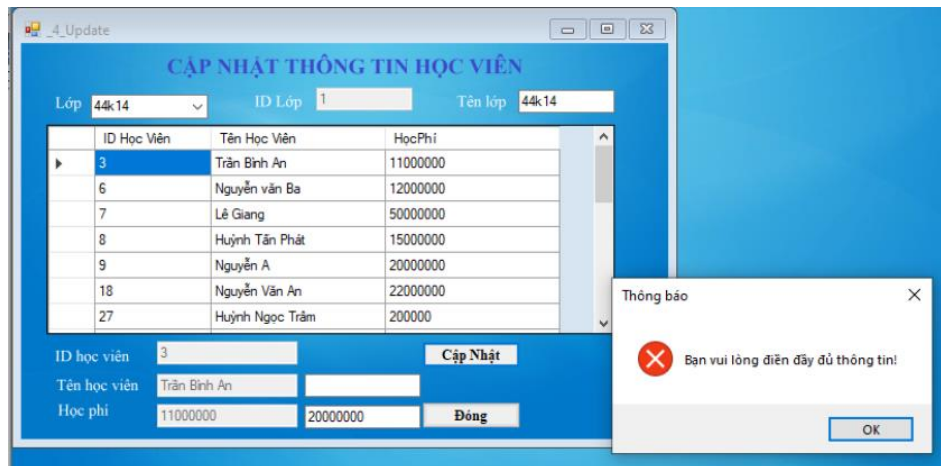 _4_Update
CẬP NHẬT THÔNG TIN HỌC VIÊN
Lớp 44k14 ID Lớp 1 Tên lớp 44k14
ID Học Viên Tên Học Viên HọcPhí
3 Trần Bình An 11000000
6 Nguyễn văn Ba 12000000
7 Lê Giang 50000000
8 Huỳnh Tấn Phát 15000000
9 Nguyễn A 20000000
18 Nguyễn Văn An 22000000
27 Huỳnh Ngọc Trâm 200000
ID học viên 3 Cập Nhật
Tên học viên Trần Bình An
Học phí 11000000 20000000 Đóng
Thông báo
Bạn vui lòng điền đầy đủ thông tin!
OK